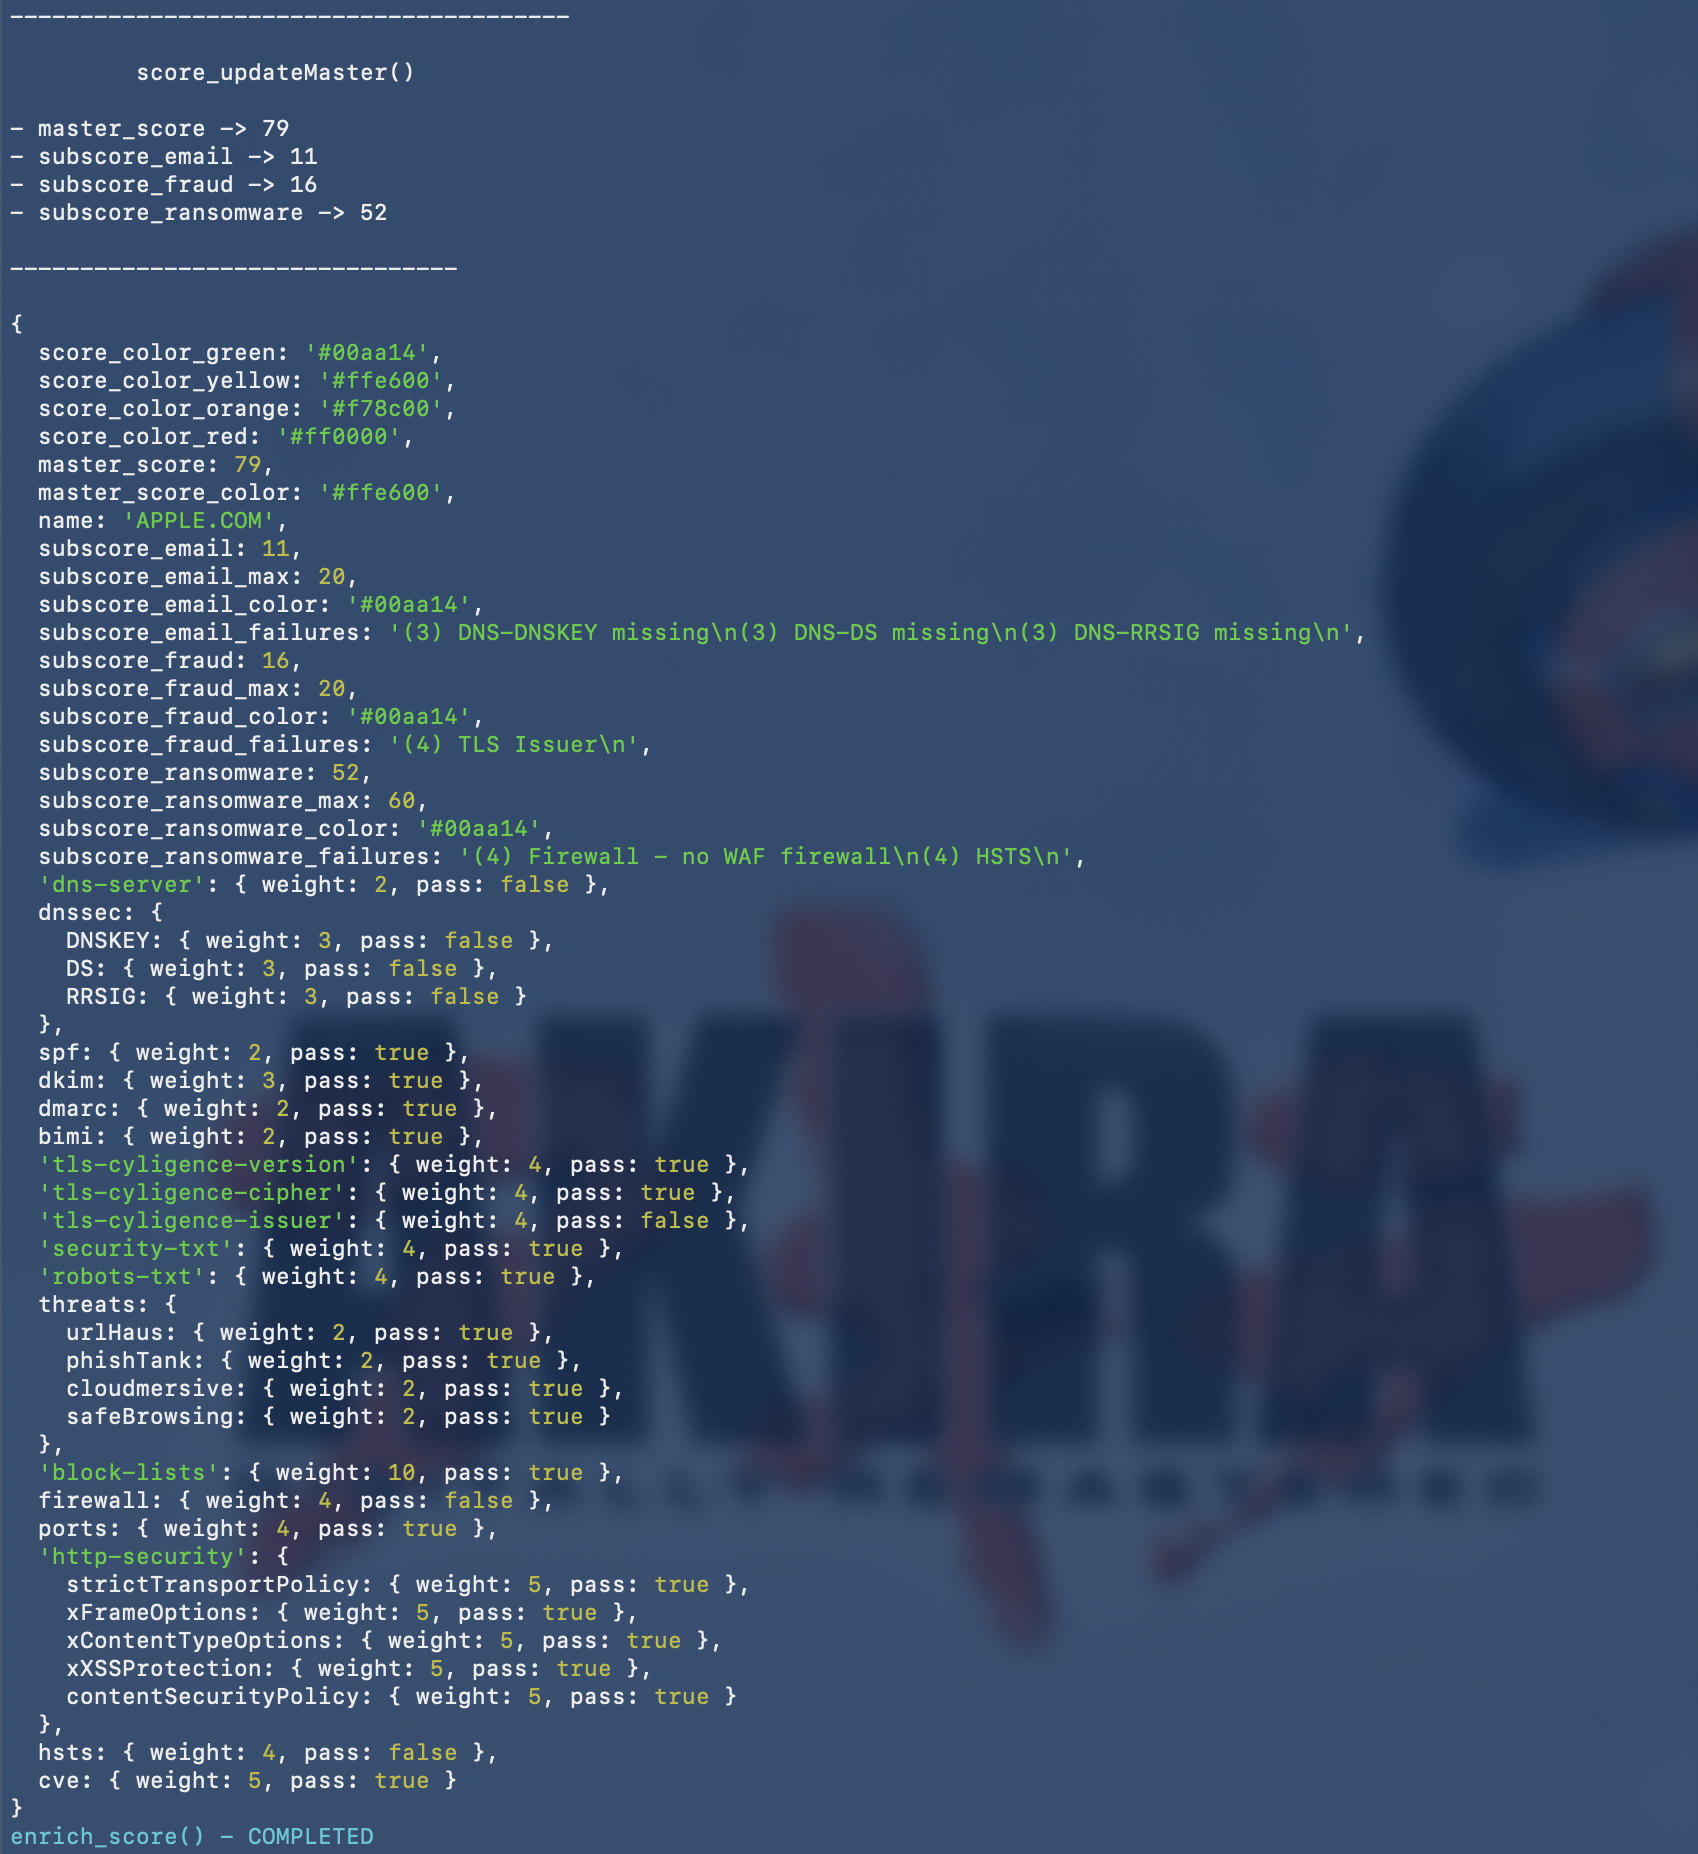 ----------------------------------------
score_updateMaster()
- master_score -> 79
- subscore_email -> 11
- subscore_fraud -> 16
- subscore_ransomware -> 52
--------------------------------
{
  score_color_green: '#00aa14',
  score_color_yellow: '#ffe600',
  score_color_orange: '#f78c00',
  score_color_red: '#ff0000',
  master_score: 79,
  master_score_color: '#ffe600',
  name: 'APPLE.COM',
  subscore_email: 11,
  subscore_email_max: 20,
  subscore_email_color: '#00aa14',
  subscore_email_failures: '(3) DNS-DNSKEY missing\n(3) DNS-DS missing\n(3) DNS-RRSIG missing\n',
  subscore_fraud: 16,
  subscore_fraud_max: 20,
  subscore_fraud_color: '#00aa14',
  subscore_fraud_failures: '(4) TLS Issuer\n',
  subscore_ransomware: 52,
  subscore_ransomware_max: 60,
  subscore_ransomware_color: '#00aa14',
  subscore_ransomware_failures: '(4) Firewall - no WAF firewall\n(4) HSTS\n',
  'dns-server': { weight: 2, pass: false },
  dnssec: {
    DNSKEY: { weight: 3, pass: false },
    DS: { weight: 3, pass: false },
    RRSIG: { weight: 3, pass: false }
  },
  spf: { weight: 2, pass: true },
  dkim: { weight: 3, pass: true },
  dmarc: { weight: 2, pass: true },
  bimi: { weight: 2, pass: true },
  'tls-cyligence-version': { weight: 4, pass: true },
  'tls-cyligence-cipher': { weight: 4, pass: true },
  'tls-cyligence-issuer': { weight: 4, pass: false },
  'security-txt': { weight: 4, pass: true },
  'robots-txt': { weight: 4, pass: true },
  threats: {
    urlHaus: { weight: 2, pass: true },
    phishTank: { weight: 2, pass: true },
    cloudmersive: { weight: 2, pass: true },
    safeBrowsing: { weight: 2, pass: true }
  },
  'block-lists': { weight: 10, pass: true },
  firewall: { weight: 4, pass: false },
  ports: { weight: 4, pass: true },
  'http-security': {
    strictTransportPolicy: { weight: 5, pass: true },
    xFrameOptions: { weight: 5, pass: true },
    xContentTypeOptions: { weight: 5, pass: true },
    xXSSProtection: { weight: 5, pass: true },
    contentSecurityPolicy: { weight: 5, pass: true }
  },
  hsts: { weight: 4, pass: false },
  cve: { weight: 5, pass: true }
}
enrich_score() - COMPLETED
AKIRA